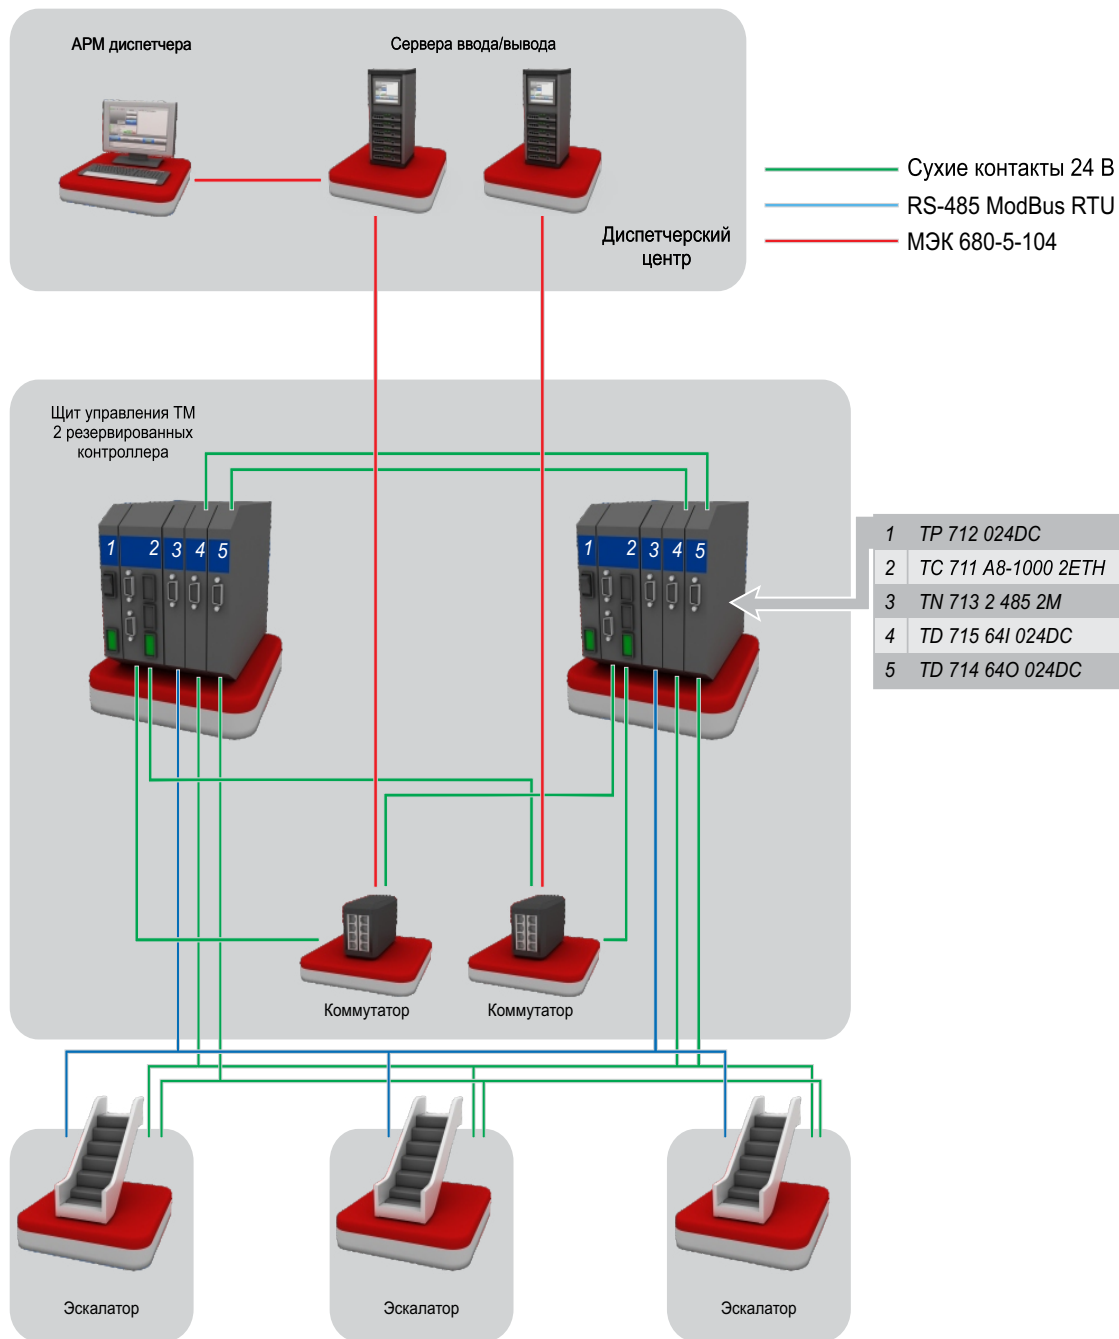 АРМ диспетчера
Сервера ввода/вывода
Диспетчерский
центр
Сухие контакты 24 В
RS-485 ModBus RTU
МЭК 680-5-104
Щит управления ТМ
2 резервированных
контроллера
1 2 3 4 5
1 2 3 4 5
1 TP 712 024DC
2 TC 711 A8-1000 2ETH
3 TN 713 2 485 2M
4 TD 715 64I 024DC
5 TD 714 64O 024DC
Коммутатор
Коммутатор
Эскалатор
Эскалатор
Эскалатор